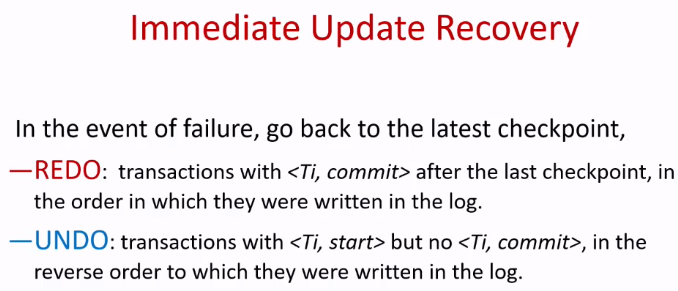 Immediate Update Recovery
In the event of failure, go back to the latest checkpoint,
—REDO: transactions with <Ti, commit> after the last checkpoint, in
the order in which they were written in the log.
—UNDO: transactions with <Ti, start> but no <Ti, commit>, in the
reverse order to which they were written in the log.